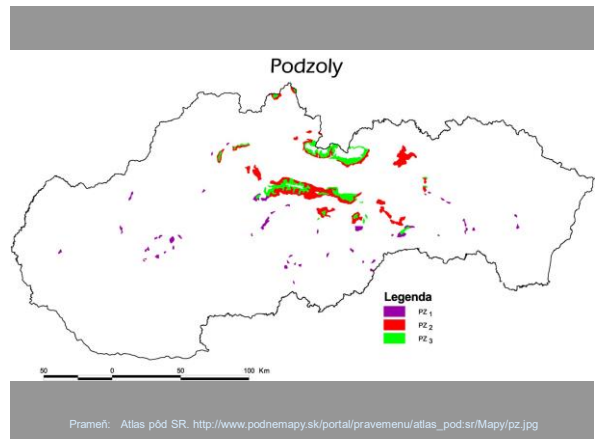 Podzoly
Legenda
PZ 1
PZ 2
PZ 3
50 0 50 100 Km
Prameň: Atlas pôd SR. http://www.podnemapy.sk/portal/pravemenu/atlas_pod:sr/Mapy/pz.jpg